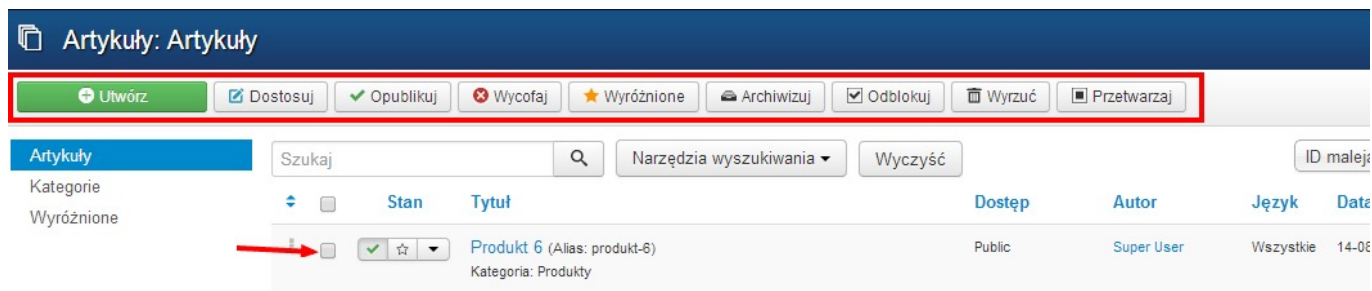 Artykuły: Artykuły
Utwórz Dostosuj Opublikuj Wycofaj Wyróżnione Archiwizuj Odblokuj Wyrzuć Przetwarzaj
Artykuły
Kategorie
Wyróżnione
Szukaj Narzędzia wyszukiwania Wyczyść ID maleja
Stan Tytuł Dostęp Autor Język Data
Produkt 6 (Alias: produkt-6) Public Super User Wszystkie 14-08
Kategoria: Produkty